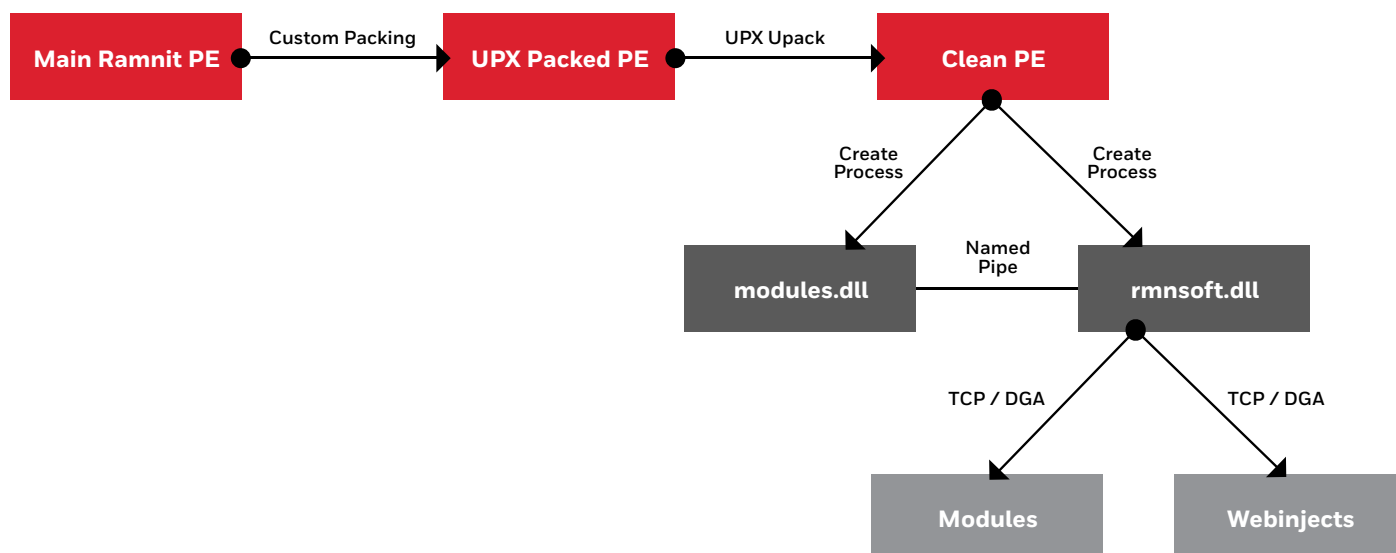 Main Ramnit PE
Custom Packing
UPX Packed PE
UPX Upack
Clean PE
Create
Process
Create
Process
modules.dll
Named
Pipe
rmnsoft.dll
TCP / DGA
TCP / DGA
Modules
Webinjects